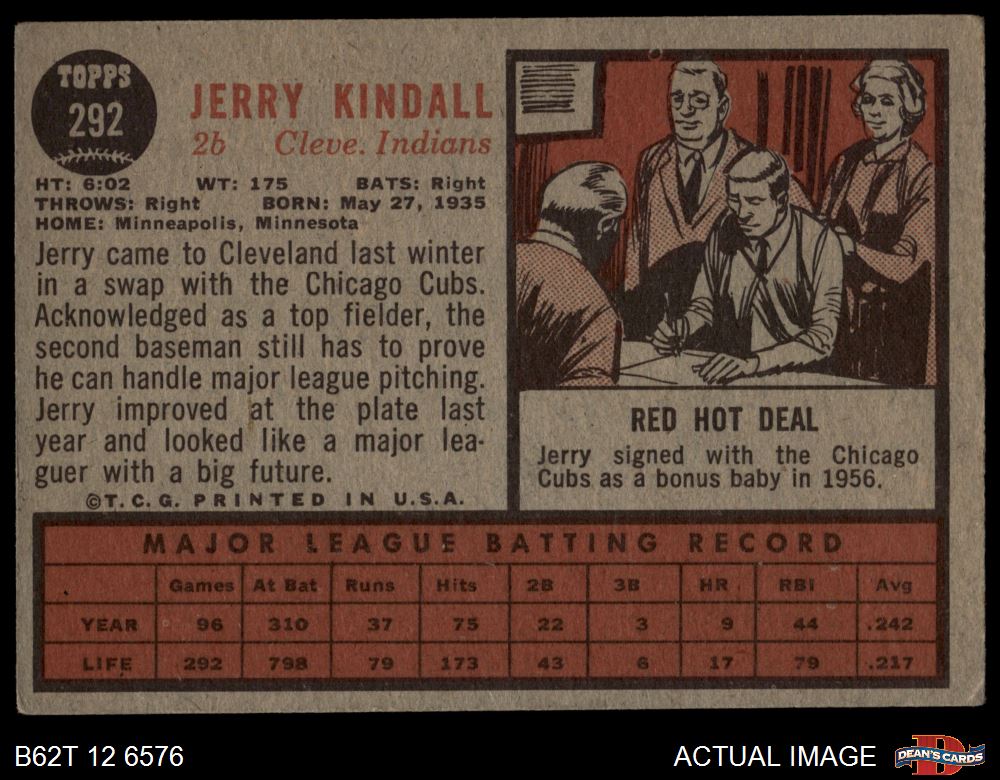 TOPPS
292
JERRY KINDALL
2b Cleve. Indians
HT: 6:02 WT: 175 BATS: Right
THROWS: Right BORN: May 27, 1935
HOME: Minneapolis, Minnesota
Jerry came to Cleveland last winter
in a swap with the Chicago Cubs.
Acknowledged as a top fielder, the
second baseman still has to prove
he can handle major league pitching.
Jerry improved at the plate last
year and looked like a major lea-
guer with a big future.
©T.C.G. PRINTED IN U.S.A.
RED HOT DEAL
Jerry signed with the Chicago
Cubs as a bonus baby in 1956.
MAJOR LEAGUE BATTING RECORD
Games At Bat Runs Hits 2B 3B HR RBI Avg
YEAR 96 310 37 75 22 3 9 44 .242
LIFE 292 798 79 173 43 6 17 79 .217
B62T 12 6576
ACTUAL IMAGE
DEAN'S CARDS